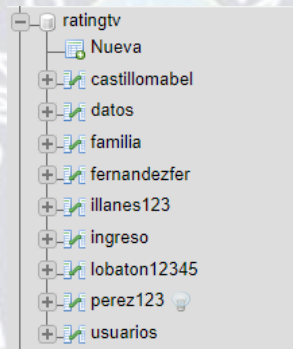 ratingtv
Nueva
castillomabel
datos
familia
fernandezfer
illanes123
ingreso
lobaton12345
perez123
usuarios